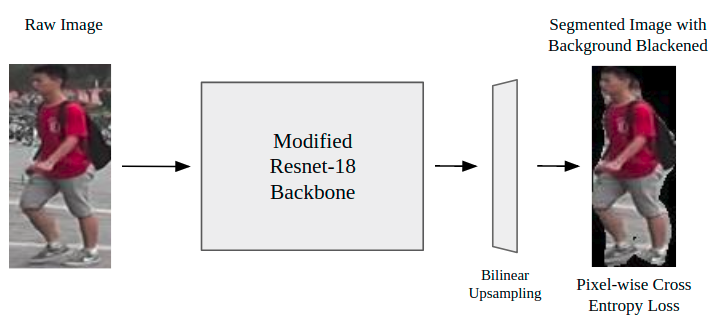 Raw Image
Segmented Image with
Background Blackened
Modified
Resnet-18
Backbone
Bilinear
Upsampling
Pixel-wise Cross
Entropy Loss